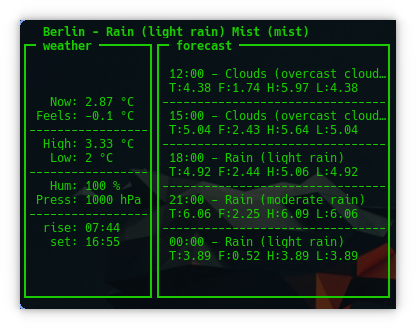 Berlin - Rain (light rain) Mist (mist)
weather
Now: 2.87 °C
Feels: -0.1 °C
High: 3.33 °C
Low: 2 °C
Hum: 100 %
Press: 1000 hPa
rise: 07:44
set: 16:55
forecast
12:00 - Clouds (overcast cloud…
T:4.38 F:1.74 H:5.97 L:4.38
15:00 - Clouds (overcast cloud…
T:5.04 F:2.43 H:5.64 L:5.04
18:00 - Rain (light rain)
T:4.92 F:2.44 H:5.06 L:4.92
21:00 - Rain (moderate rain)
T:6.06 F:2.25 H:6.09 L:6.06
00:00 - Rain (light rain)
T:3.89 F:0.52 H:3.89 L:3.89